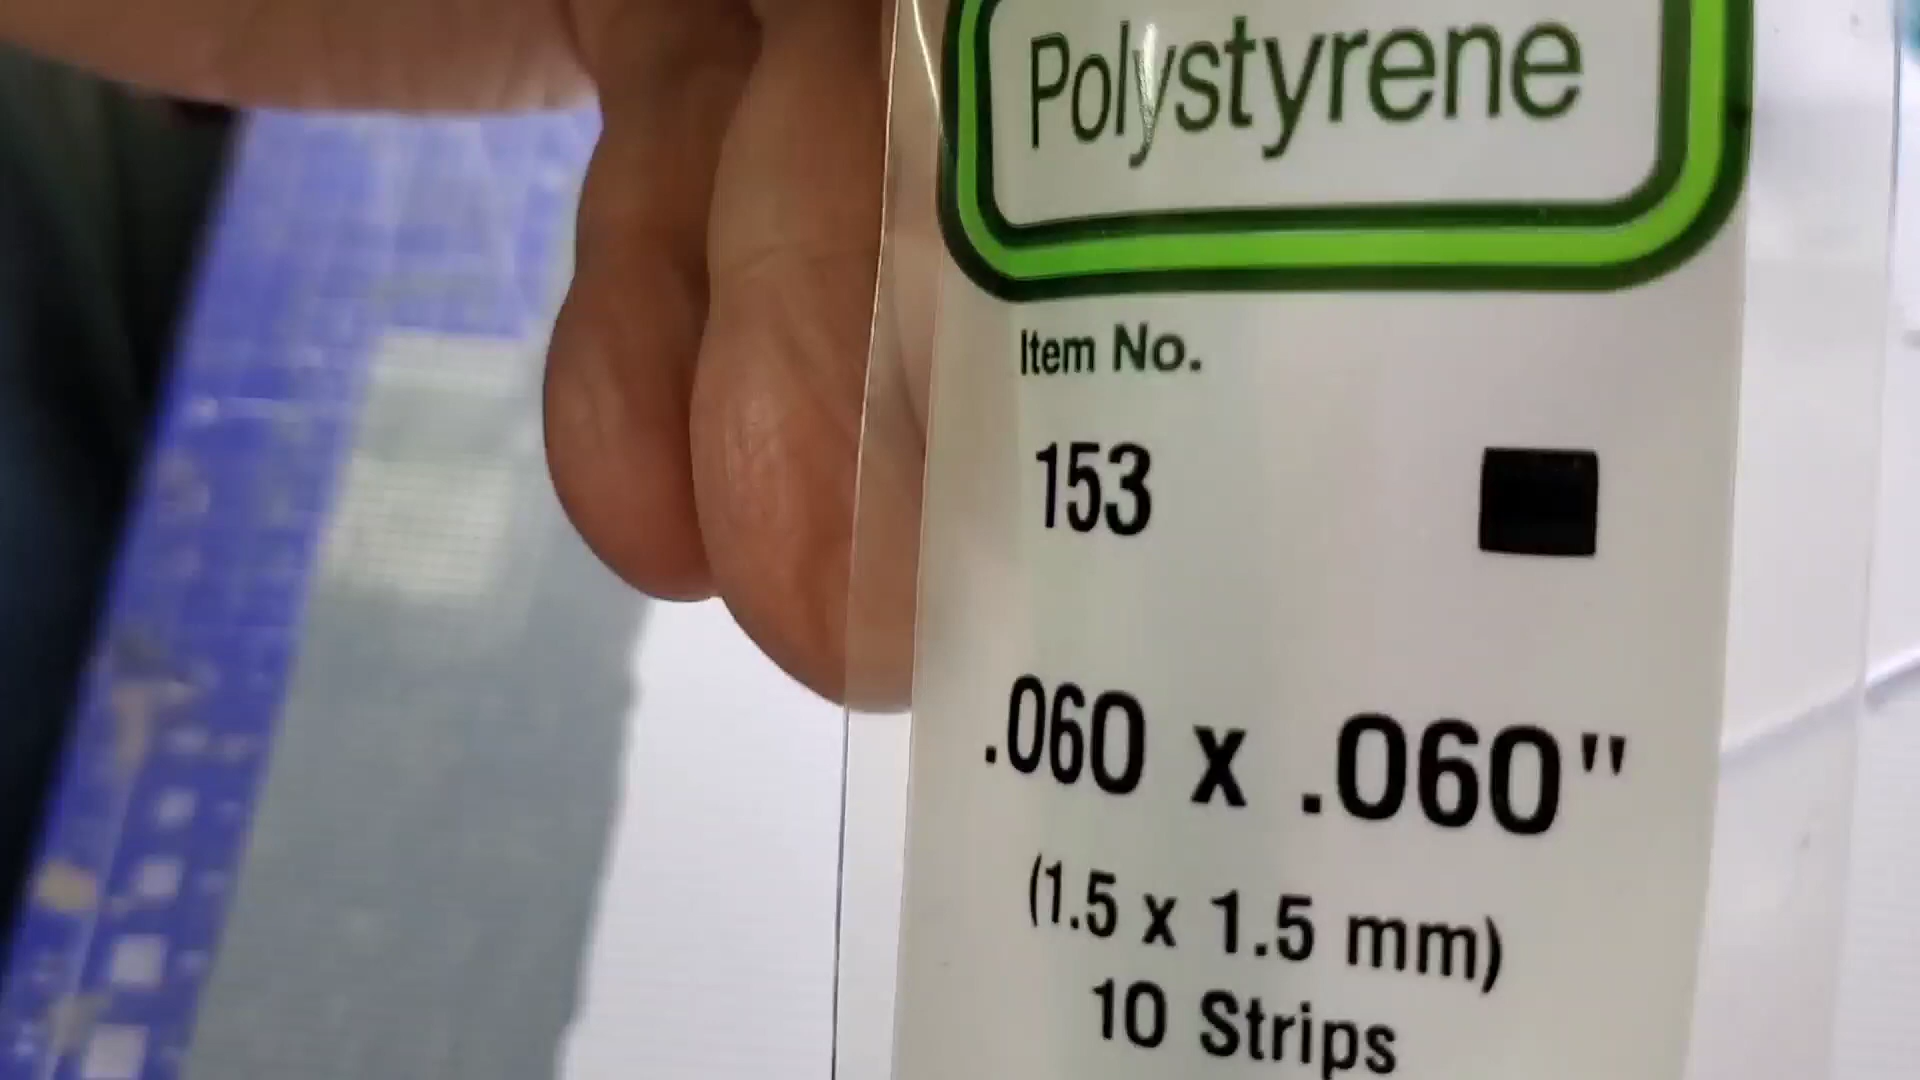 Polystyrene
Item No.
153
.060 x .060"
(1.5 x 1.5 mm)
10 Strips